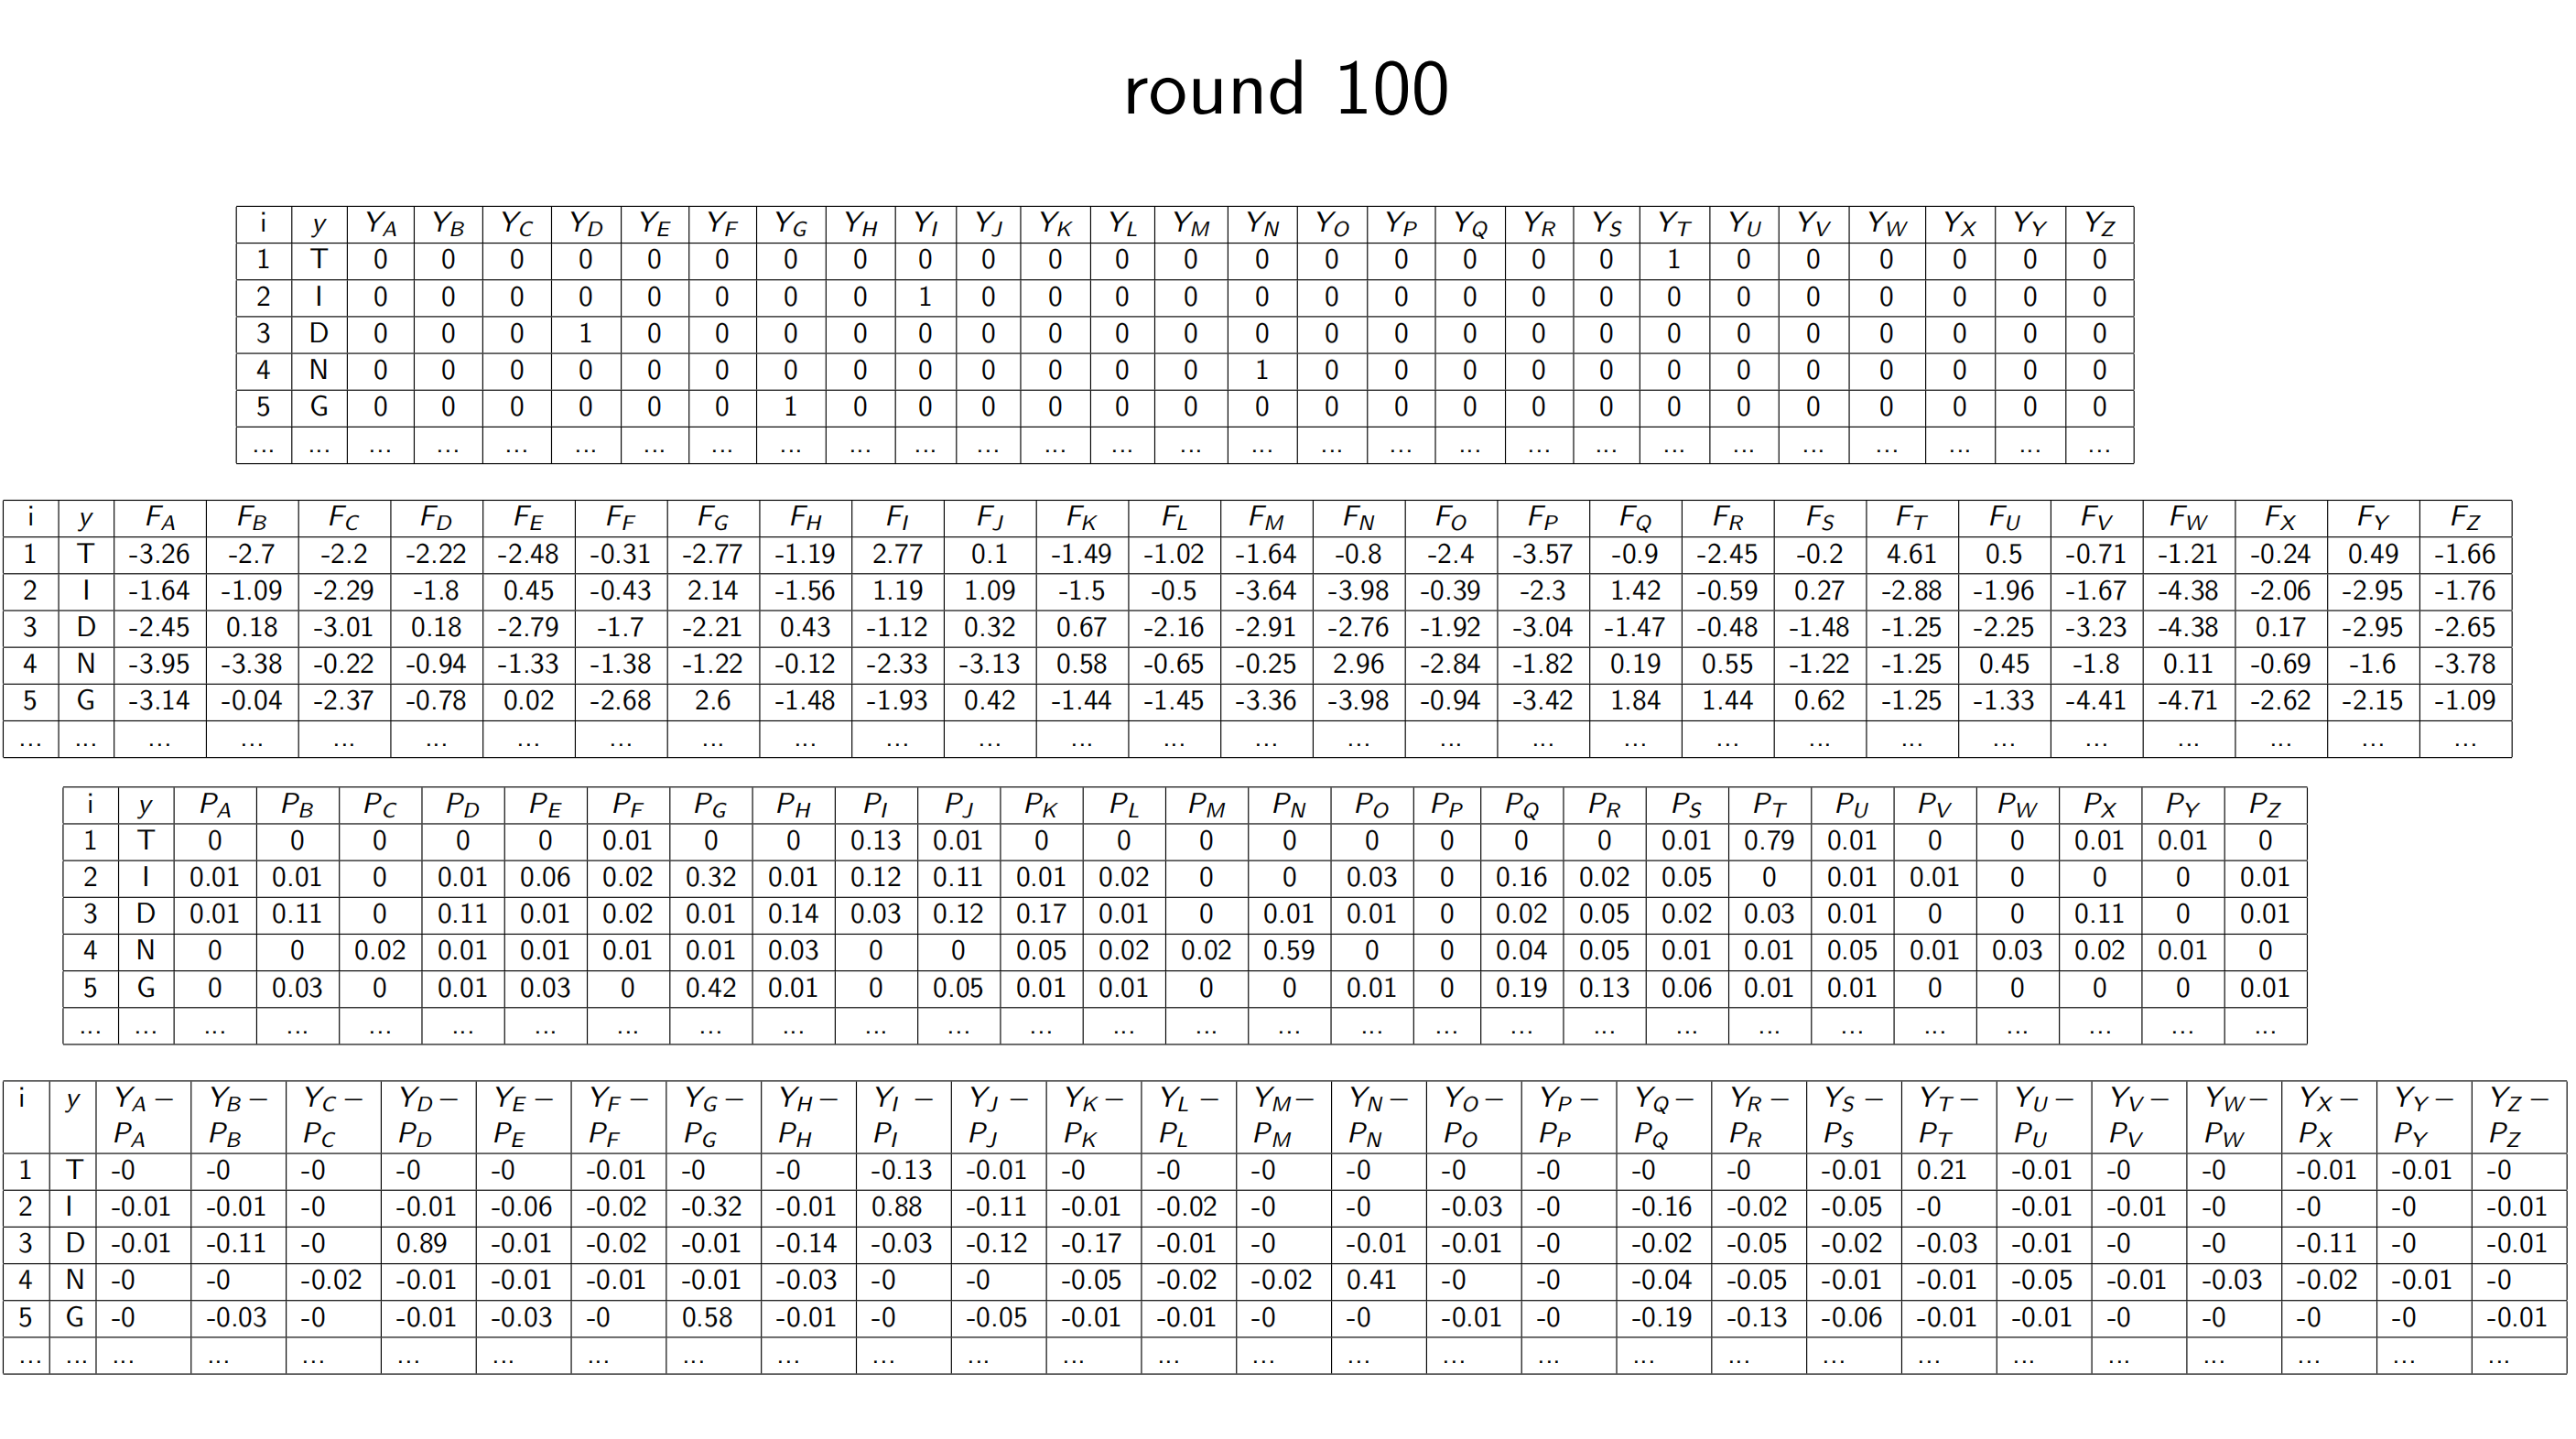 round 100
i y Y_A Y_B Y_C Y_D Y_E Y_F Y_G Y_H Y_I Y_J Y_K Y_L Y_M Y_N Y_O Y_P Y_Q Y_R Y_S Y_T Y_U Y_V Y_W Y_X Y_Y Y_Z
1 T 0 0 0 0 0 0 0 0 0 0 0 0 0 0 0 0 0 0 0 1 0 0 0 0 0 0
2 I 0 0 0 0 0 0 0 0 1 0 0 0 0 0 0 0 0 0 0 0 0 0 0 0 0 0
3 D 0 0 0 1 0 0 0 0 0 0 0 0 0 0 0 0 0 0 0 0 0 0 0 0 0 0
4 N 0 0 0 0 0 0 0 0 0 0 0 0 0 1 0 0 0 0 0 0 0 0 0 0 0 0
5 G 0 0 0 0 0 0 1 0 0 0 0 0 0 0 0 0 0 0 0 0 0 0 0 0 0 0
... ... ... ... ... ... ... ... ... ... ... ... ... ... ... ... ... ... ... ... ... ... ... ... ... ... ... ...
i y F_A F_B F_C F_D F_E F_F F_G F_H F_I F_J F_K F_L F_M F_N F_O F_P F_Q F_R F_S F_T F_U F_V F_W F_X F_Y F_Z
1 T -3.26 -2.7 -2.2 -2.22 -2.48 -0.31 -2.77 -1.19 2.77 0.1 -1.49 -1.02 -1.64 -0.8 -2.4 -3.57 -0.9 -2.45 -0.2 4.61 0.5 -0.71 -1.21 -0.24 0.49 -1.66
2 I -1.64 -1.09 -2.29 -1.8 0.45 -0.43 2.14 -1.56 1.19 1.09 -1.5 -0.5 -3.64 -3.98 -0.39 -2.3 1.42 -0.59 0.27 -2.88 -1.96 -1.67 -4.38 -2.06 -2.95 -1.76
3 D -2.45 0.18 -3.01 0.18 -2.79 -1.7 -2.21 0.43 -1.12 0.32 0.67 -2.16 -2.91 -2.76 -1.92 -3.04 -1.47 -0.48 -1.48 -1.25 -2.25 -3.23 -4.38 0.17 -2.95 -2.65
4 N -3.95 -3.38 -0.22 -0.94 -1.33 -1.38 -1.22 -0.12 -2.33 -3.13 0.58 -0.65 -0.25 2.96 -2.84 -1.82 0.19 0.55 -1.22 -1.25 0.45 -1.8 0.11 -0.69 -1.6 -3.78
5 G -3.14 -0.04 -2.37 -0.78 0.02 -2.68 2.6 -1.48 -1.93 0.42 -1.44 -1.45 -3.36 -3.98 -0.94 -3.42 1.84 1.44 0.62 -1.25 -1.33 -4.41 -4.71 -2.62 -2.15 -1.09
... ... ... ... ... ... ... ... ... ... ... ... ... ... ... ... ... ... ... ... ... ... ... ... ... ... ... ...
i y P_A P_B P_C P_D P_E P_F P_G P_H P_I P_J P_K P_L P_M P_N P_O P_P P_Q P_R P_S P_T P_U P_V P_W P_X P_Y P_Z
1 T 0 0 0 0 0 0.01 0 0 0.13 0.01 0 0 0 0 0 0 0 0 0.01 0.79 0.01 0 0 0.01 0.01 0
2 I 0.01 0.01 0 0.01 0.06 0.02 0.32 0.01 0.12 0.11 0.01 0.02 0 0 0.03 0 0.16 0.02 0.05 0 0.01 0.01 0 0 0 0.01
3 D 0.01 0.11 0 0.11 0.01 0.02 0.01 0.14 0.03 0.12 0.17 0.01 0 0.01 0.01 0 0.02 0.05 0.02 0.03 0.01 0 0 0.11 0 0.01
4 N 0 0 0.02 0.01 0.01 0.01 0.01 0.03 0 0 0.05 0.02 0.02 0.59 0 0 0.04 0.05 0.01 0.01 0.05 0.01 0.03 0.02 0.01 0
5 G 0 0.03 0 0.01 0.03 0 0.42 0.01 0 0.05 0.01 0.01 0 0 0.01 0 0.19 0.13 0.06 0.01 0.01 0 0 0 0 0.01
... ... ... ... ... ... ... ... ... ... ... ... ... ... ... ... ... ... ... ... ... ... ... ... ... ... ... ...
i y Y_A − Y_B − Y_C − Y_D − Y_E − Y_F − Y_G − Y_H − Y_I − Y_J − Y_K − Y_L − Y_M − Y_N − Y_O − Y_P − Y_Q − Y_R − Y_S − Y_T − Y_U − Y_V − Y_W − Y_X − Y_Y − Y_Z −
P_A P_B P_C P_D P_E P_F P_G P_H P_I P_J P_K P_L P_M P_N P_O P_P P_Q P_R P_S P_T P_U P_V P_W P_X P_Y P_Z
1 T -0 -0 -0 -0 -0 -0.01 -0 -0 -0.13 -0.01 -0 -0 -0 -0 -0 -0 -0 -0 -0.01 0.21 -0.01 -0 -0 -0.01 -0.01 -0
2 I -0.01 -0.01 -0 -0.01 -0.06 -0.02 -0.32 -0.01 0.88 -0.11 -0.01 -0.02 -0 -0 -0.03 -0 -0.16 -0.02 -0.05 -0 -0.01 -0.01 -0 -0 -0 -0.01
3 D -0.01 -0.11 -0 0.89 -0.01 -0.02 -0.01 -0.14 -0.03 -0.12 -0.17 -0.01 -0 -0.01 -0.01 -0 -0.02 -0.05 -0.02 -0.03 -0.01 -0 -0 -0.11 -0 -0.01
4 N -0 -0 -0.02 -0.01 -0.01 -0.01 -0.01 -0.03 -0 -0 -0.05 -0.02 -0.02 0.41 -0 -0 -0.04 -0.05 -0.01 -0.01 -0.05 -0.01 -0.03 -0.02 -0.01 -0
5 G -0 -0.03 -0 -0.01 -0.03 -0 0.58 -0.01 -0 -0.05 -0.01 -0.01 -0 -0 -0.01 -0 -0.19 -0.13 -0.06 -0.01 -0.01 -0 -0 -0 -0 -0.01
... ... ... ... ... ... ... ... ... ... ... ... ... ... ... ... ... ... ... ... ... ... ... ... ... ... ... ...